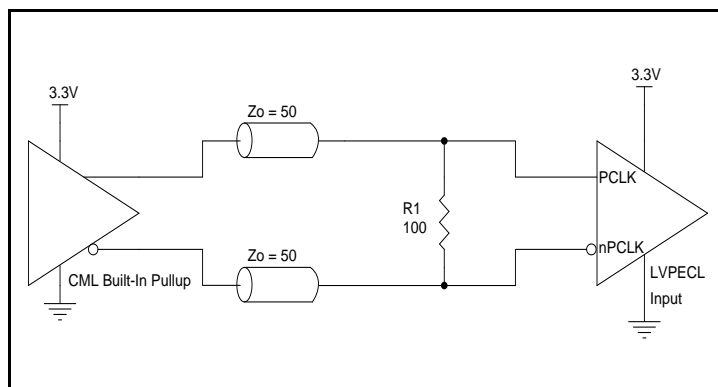 3.3V
3.3V
Zo = 50
PCLK
R1
100
nPCLK
Zo = 50
CML Built-In Pullup
LVPECL
Input